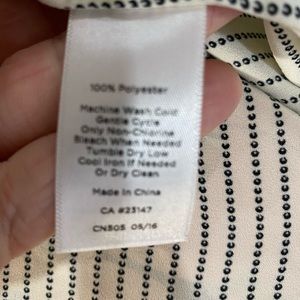 100% Polyester
Machine Wash Cold
Gentle Cycle
Only Non-Chlorine
Bleach When Needed
Tumble Dry Low
Cool Iron If Needed
Or Dry Clean
Made In China
CA #23147
CN305 05/16